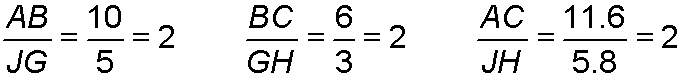 AB/JG = 10/5 = 2 BC/GH = 6/3 = 2 AC/JH = 11.6/5.8 = 2